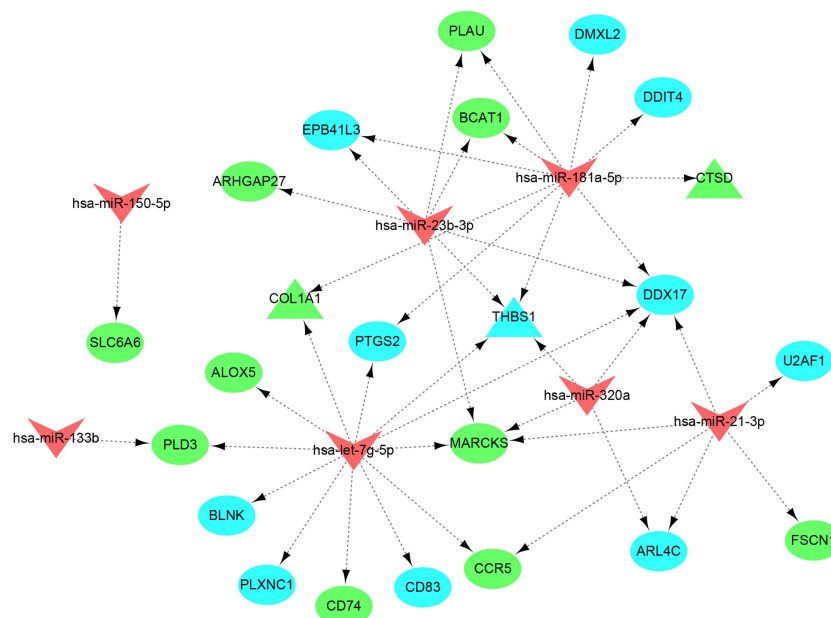 PLAU
DMXL2
DDIT4
BCAT1
EPB41L3
ARHGAP27
hsa-miR-181a-5p
CTSD
hsa-miR-150-5p
hsa-miR-23b-3p
COL1A1
DDX17
THBS1
SLC6A6
PTGS2
U2AF1
ALOX5
hsa-miR-320a
hsa-miR-21-3p
hsa-miR-133b
PLD3
hsa-let-7g-5p
MARCKS
BLNK
FSCN1
ARL4C
CCR5
PLXNC1
CD83
CD74